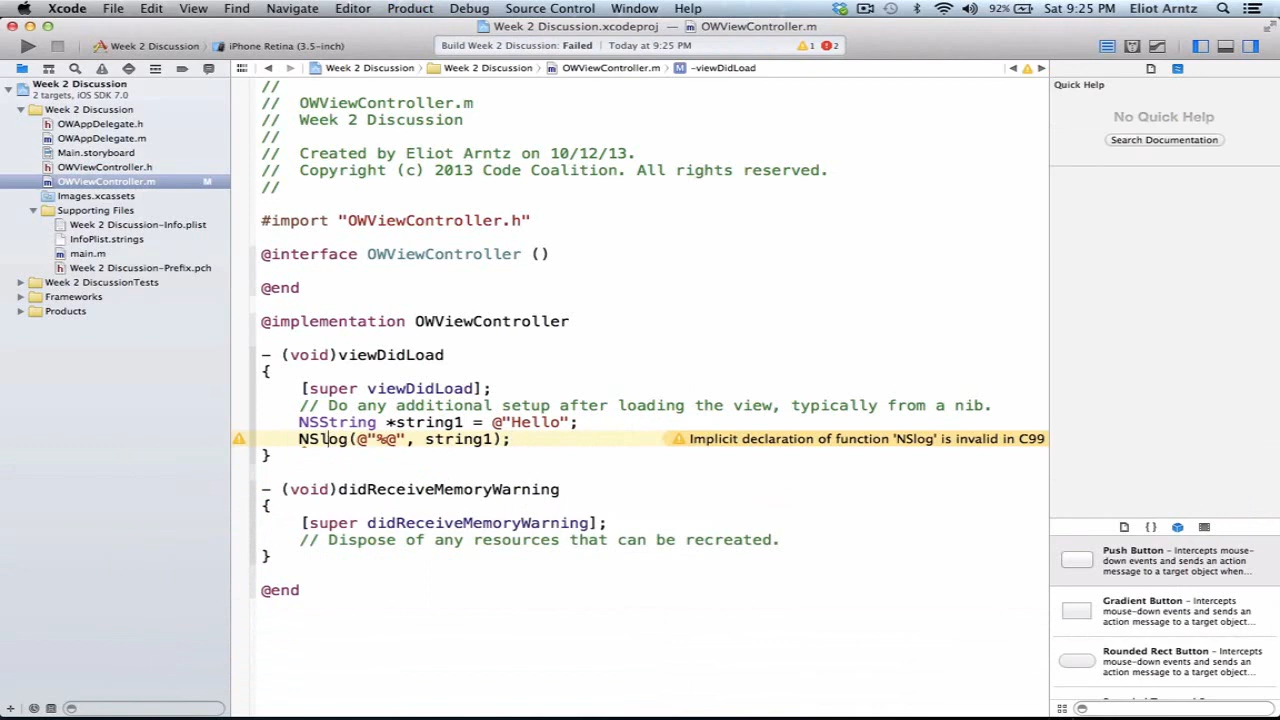 Xcode File Edit View Find Navigate Editor Product Debug Source Control Window Help 92% Sat 9:25 PM Eliot Arntz
Week 2 Discussion.xcodeproj — OWViewController.m
Week 2 Discussion iPhone Retina (3.5-inch) Build Week 2 Discussion: Failed Today at 9:25 PM 1 2
Week 2 Discussion Week 2 Discussion OWViewController.m -viewDidLoad
Week 2 Discussion
2 targets, iOS SDK 7.0
Week 2 Discussion
OWAppDelegate.h
OWAppDelegate.m
Main.storyboard
OWViewController.h
OWViewController.m M
Images.xcassets
Supporting Files
Week 2 Discussion-Info.plist
InfoPlist.strings
main.m
Week 2 Discussion-Prefix.pch
Week 2 DiscussionTests
Frameworks
Products
//
// OWViewController.m
// Week 2 Discussion
//
// Created by Eliot Arntz on 10/12/13.
// Copyright (c) 2013 Code Coalition. All rights reserved.
//
#import "OWViewController.h"
@interface OWViewController ()
@end
@implementation OWViewController
- (void)viewDidLoad
{
[super viewDidLoad];
// Do any additional setup after loading the view, typically from a nib.
NSString *string1 = @"Hello";
NSlog(@"%@", string1); Implicit declaration of function 'NSlog' is invalid in C99
}
- (void)didReceiveMemoryWarning
{
[super didReceiveMemoryWarning];
// Dispose of any resources that can be recreated.
}
@end
Quick Help
No Quick Help
Search Documentation
{ }
Push Button - Intercepts mouse-
down events and sends an action
message to a target object when...
Gradient Button - Intercepts
mouse-down events and sends an
action message to a target object...
Rounded Rect Button - Intercepts
mouse-down events and sends an
action message to a target object...